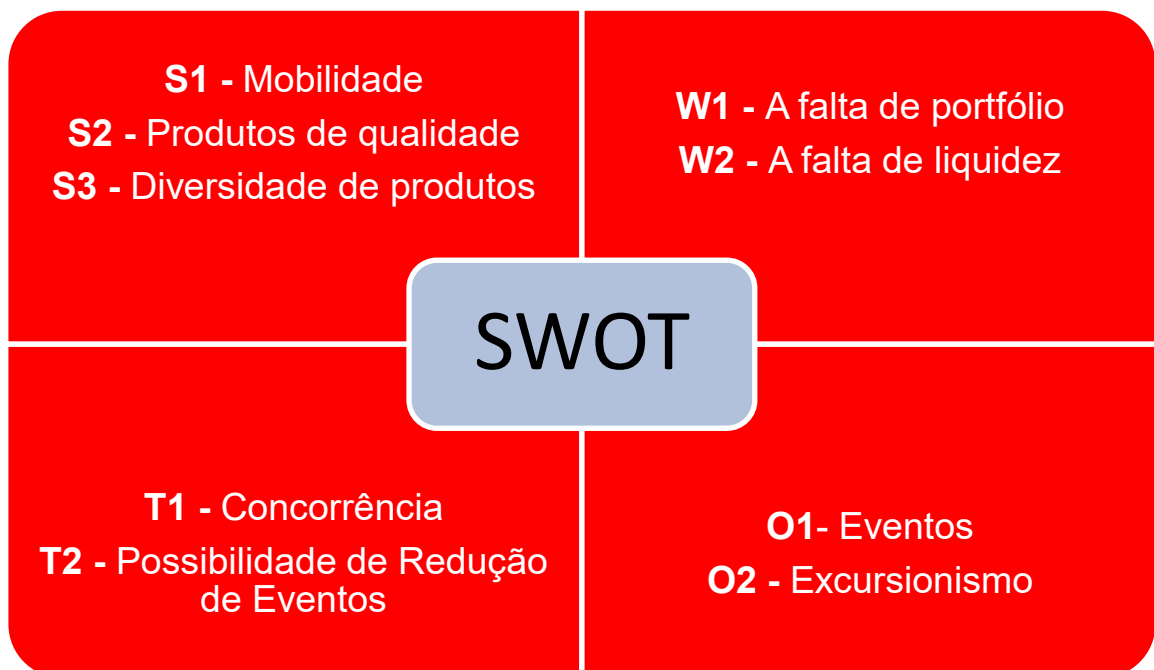 S1 - Mobilidade
S2 - Produtos de qualidade
S3 - Diversidade de produtos
W1 - A falta de portfólio
W2 - A falta de liquidez
SWOT
T1 - Concorrência
T2 - Possibilidade de Redução
de Eventos
O1- Eventos
O2 - Excursionismo